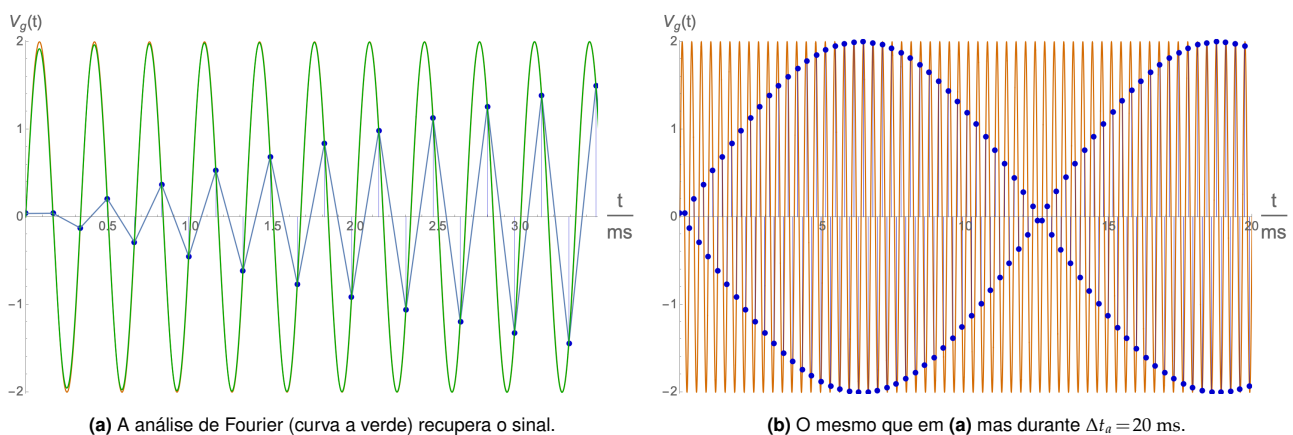 V_g(t)
2
1
0
−1
−2
0.5
1.0
1.5
2.0
2.5
3.0
t
ms
(a) A análise de Fourier (curva a verde) recupera o sinal.
V_g(t)
2
1
0
−1
−2
5
10
15
20
t
ms
(b) O mesmo que em (a) mas durante Δt_a = 20 ms.